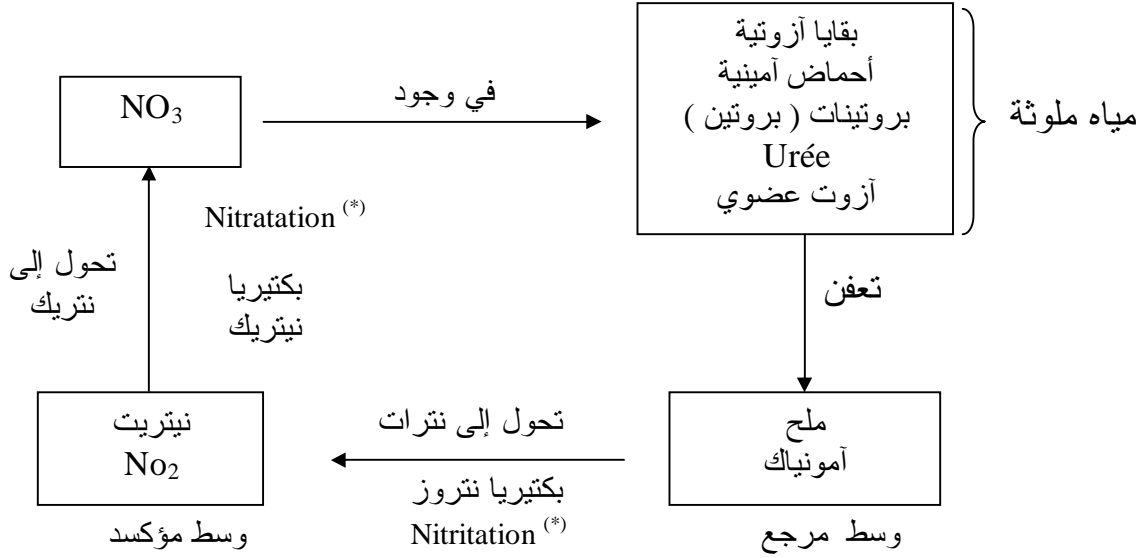 بقايا آزوتية
أحماض آمينية
بروتينات ( بروتين )
Urée
آزوت عضوي
مياه ملوثة
في وجود
NO3
Nitratation (*)
تحول إلى
نتريك
بكتيريا
نيتريك
تعفن
نيتريت
No2
وسط مؤكسد
تحول إلى نترات
بكتيريا نتروز
Nitritation (*)
ملح
آمونياك
وسط مرجع